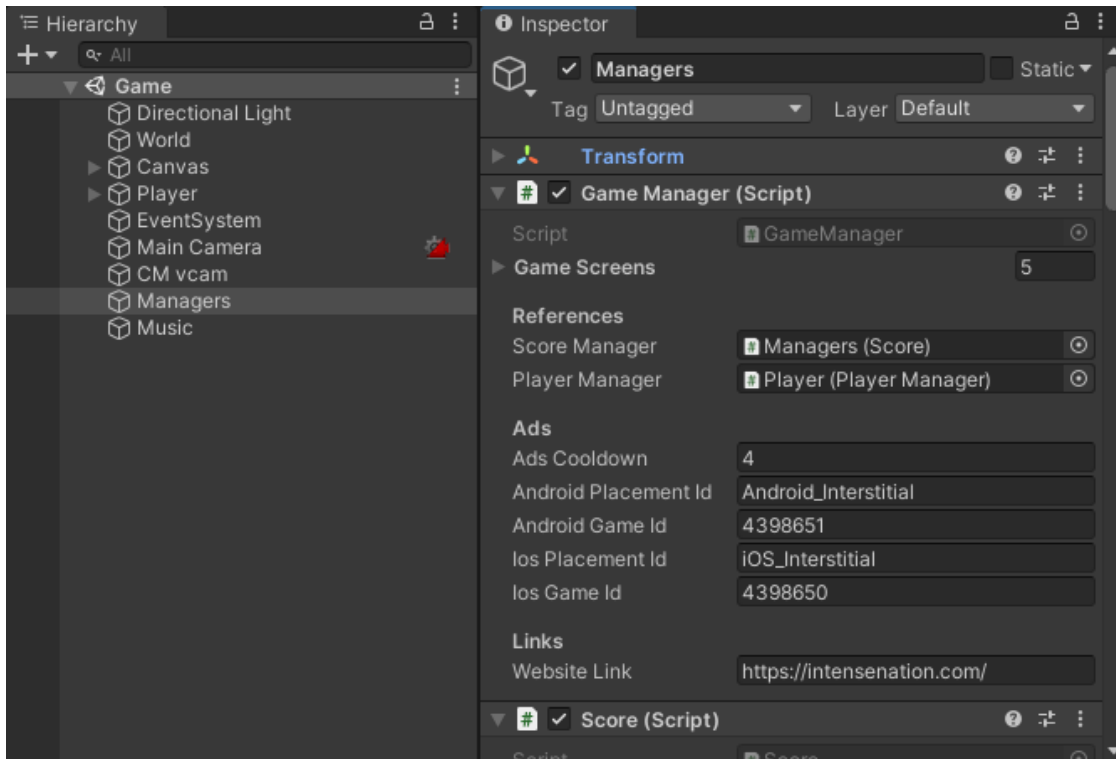 Hierarchy
All
Game
Directional Light
World
Canvas
Player
EventSystem
Main Camera
CM vcam
Managers
Music
Inspector
Managers
Static
Tag Untagged Layer Default
Transform
# Game Manager (Script)
Script # GameManager
Game Screens 5
References
Score Manager # Managers (Score)
Player Manager # Player (Player Manager)
Ads
Ads Cooldown 4
Android Placement Id Android_Interstitial
Android Game Id 4398651
Ios Placement Id iOS_Interstitial
Ios Game Id 4398650
Links
Website Link https://intensenation.com/
# Score (Script)
Script # Score